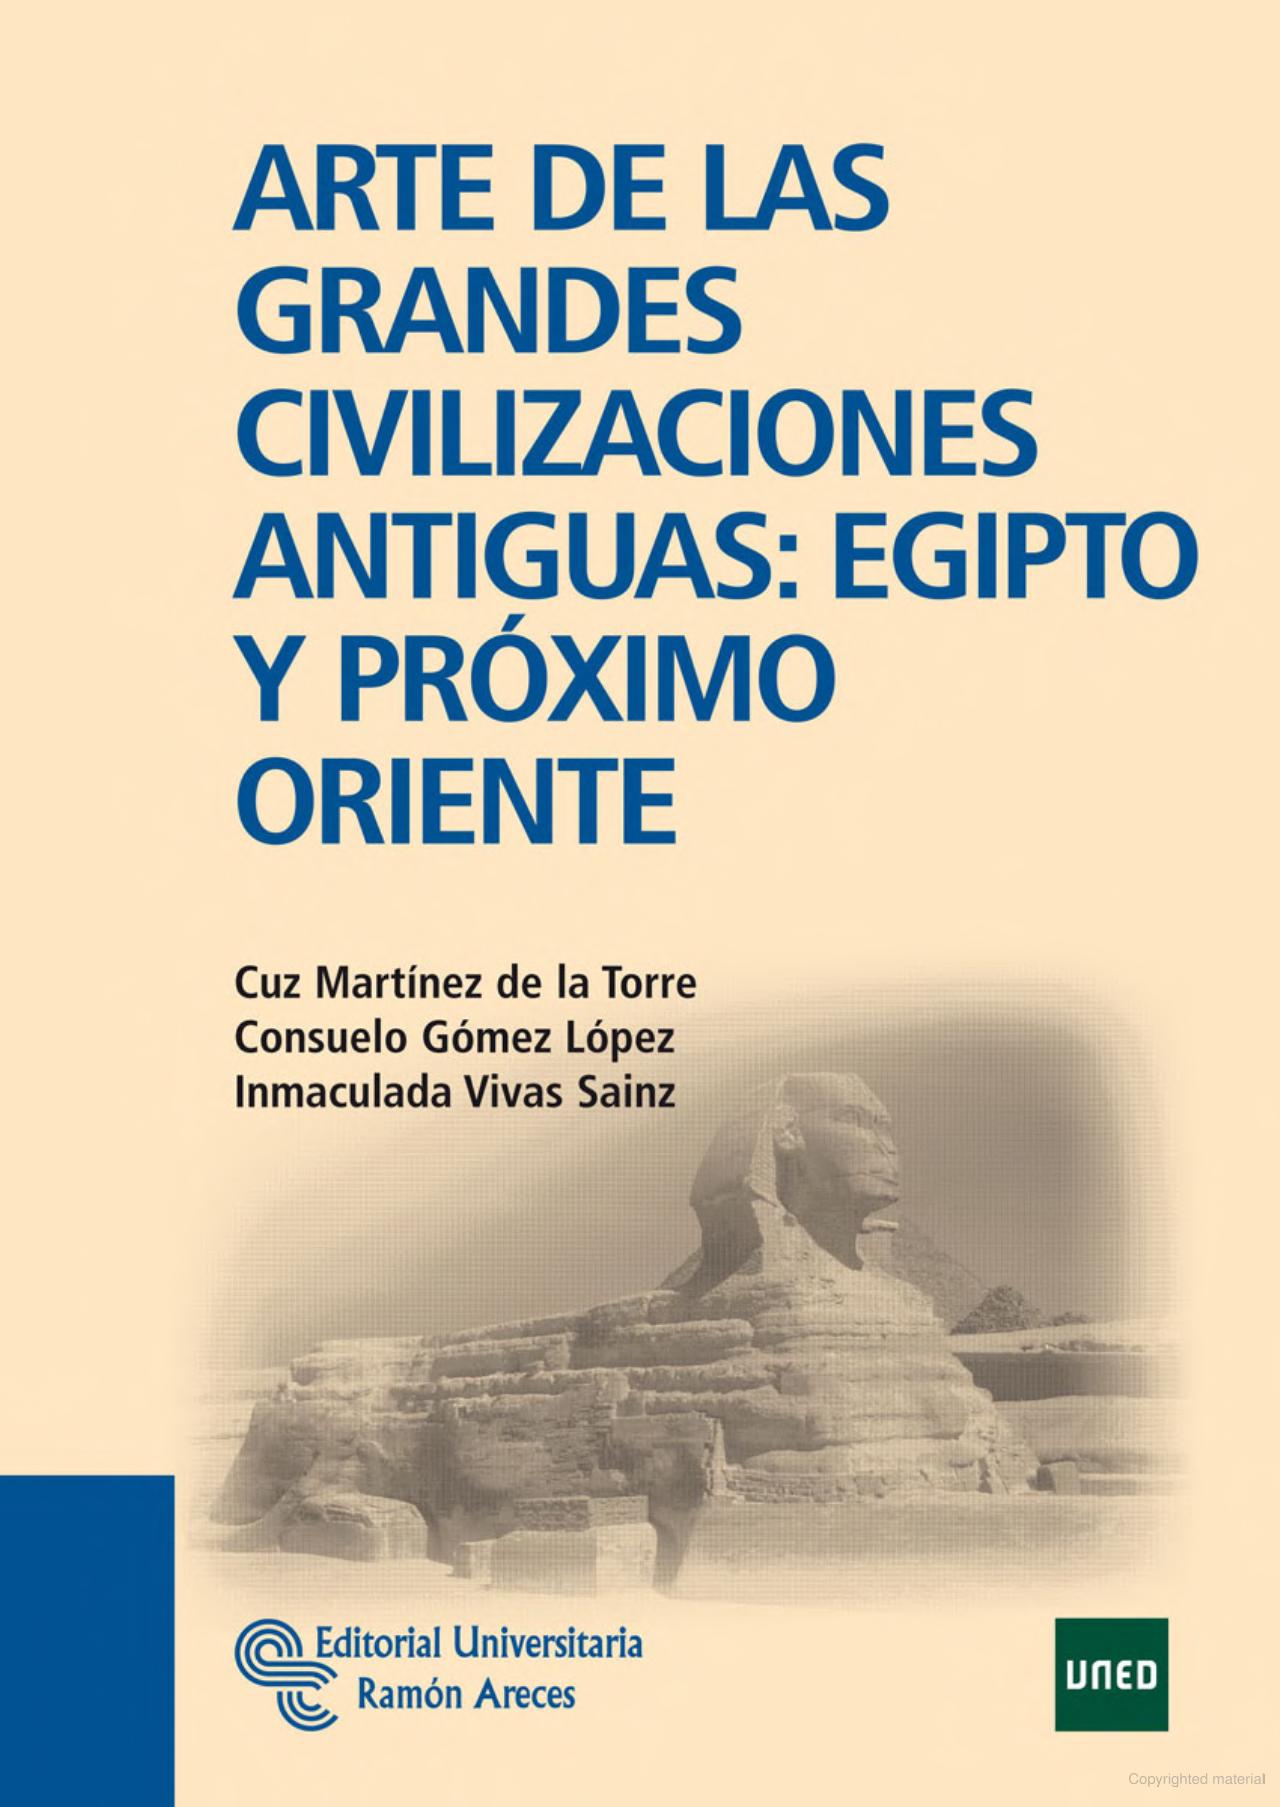 ARTE DE LAS
GRANDES
CIVILIZACIONES
ANTIGUAS: EGIPTO
Y PRÓXIMO
ORIENTE
Cuz Martínez de la Torre
Consuelo Gómez López
Inmaculada Vivas Sainz
Editorial Universitaria
Ramón Areces
UNED
Copyrighted material